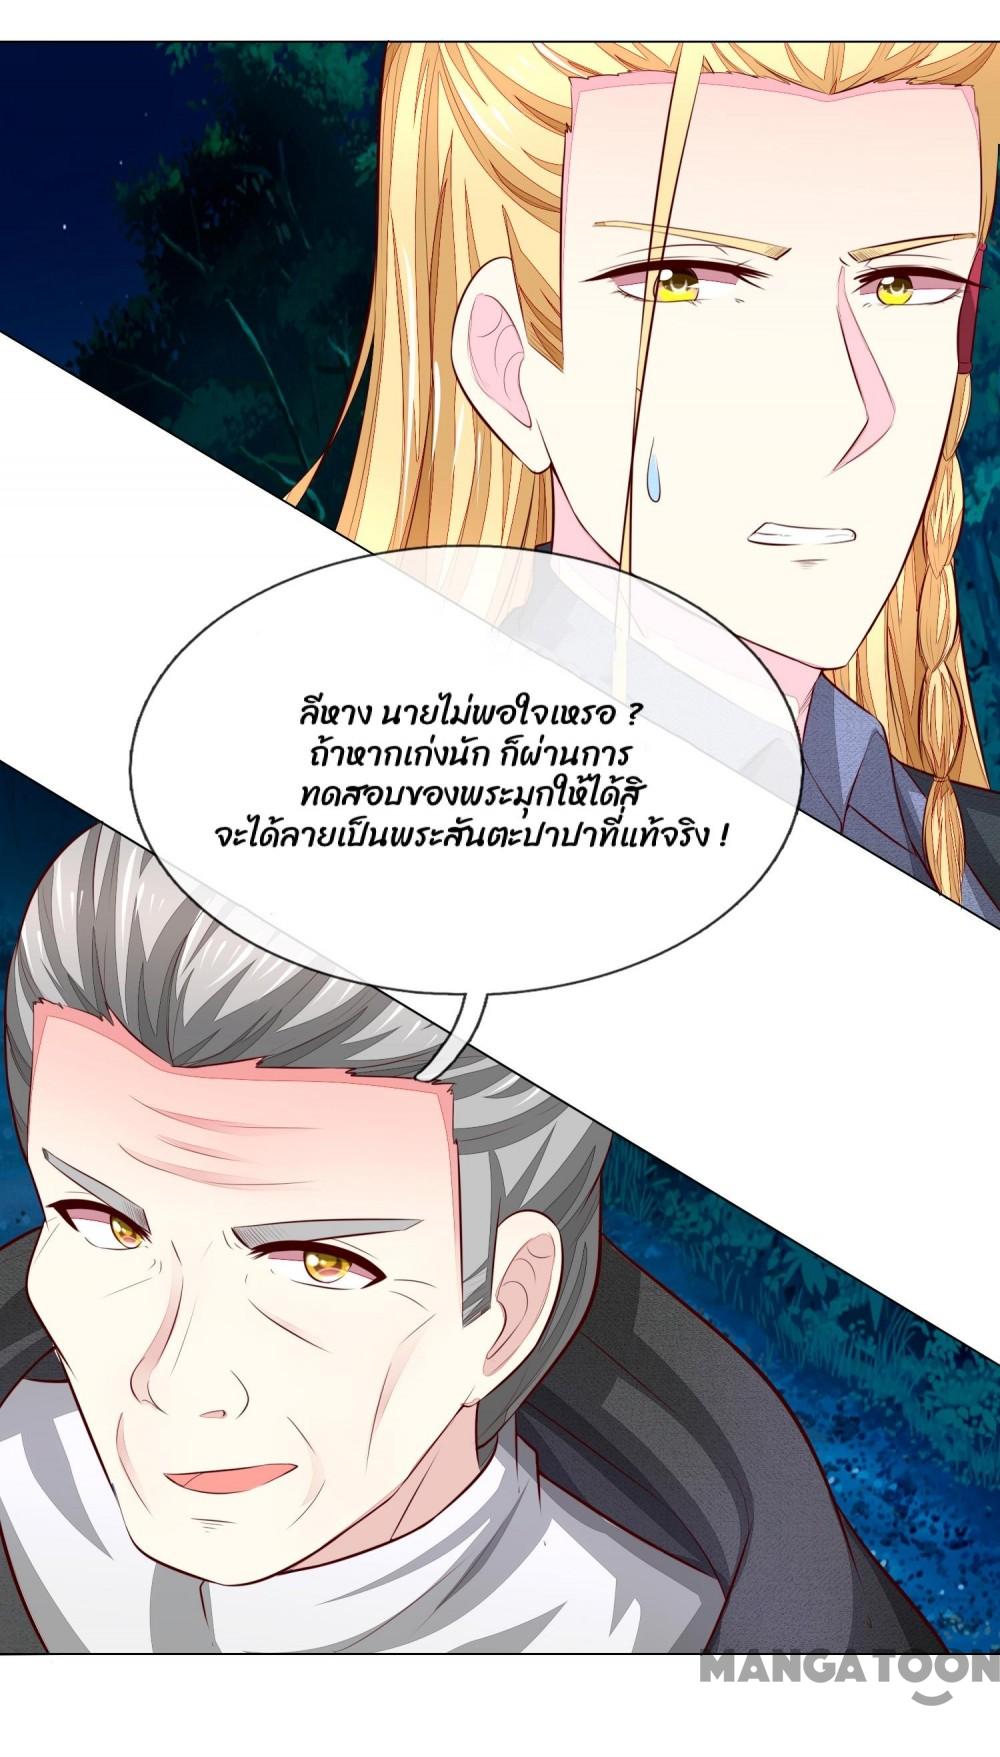 ลีหาง นายไม่พอใจเหรอ ?
ถ้าหากเก่งนัก ก็ผ่านการ
ทดสอบของพระมุกให้ได้สิ
จะได้ลายเป็นพระสันตะปาปาที่แท้จริง !
MANGATOON